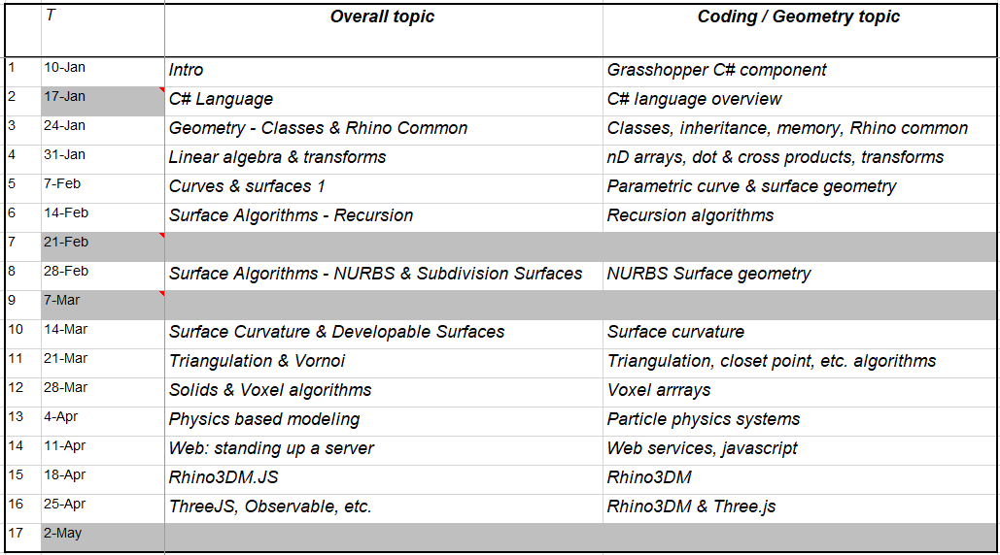 T Overall topic Coding / Geometry topic
1 10-Jan Intro Grasshopper C# component
2 17-Jan C# Language C# language overview
3 24-Jan Geometry - Classes & Rhino Common Classes, inheritance, memory, Rhino common
4 31-Jan Linear algebra & transforms nD arrays, dot & cross products, transforms
5 7-Feb Curves & surfaces 1 Parametric curve & surface geometry
6 14-Feb Surface Algorithms - Recursion Recursion algorithms
7 21-Feb
8 28-Feb Surface Algorithms - NURBS & Subdivision Surfaces NURBS Surface geometry
9 7-Mar
10 14-Mar Surface Curvature & Developable Surfaces Surface curvature
11 21-Mar Triangulation & Vornoi Triangulation, closet point, etc. algorithms
12 28-Mar Solids & Voxel algorithms Voxel arrrays
13 4-Apr Physics based modeling Particle physics systems
14 11-Apr Web: standing up a server Web services, javascript
15 18-Apr Rhino3DM.JS Rhino3DM
16 25-Apr ThreeJS, Observable, etc. Rhino3DM & Three.js
17 2-May